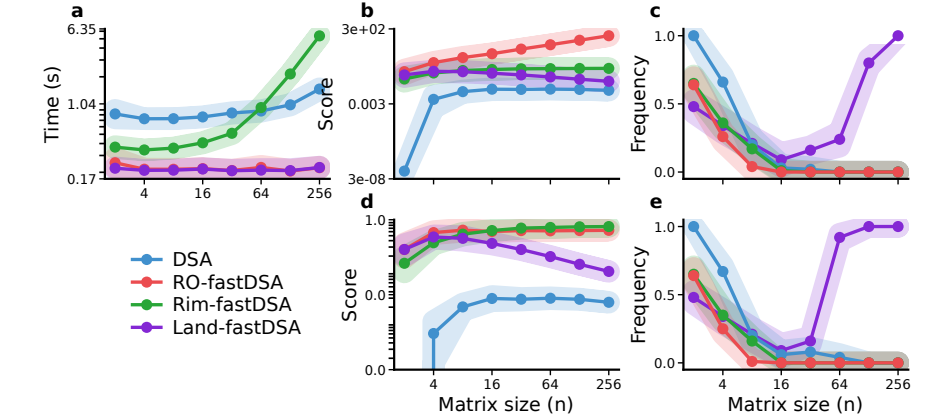 a
6.35
1.04
0.17
Time (s)
4
16
64
256
b
3e+02
0.003
3e-08
Score
c
1.0
0.5
0.0
Frequency
DSA
RO-fastDSA
Rim-fastDSA
Land-fastDSA
d
1.0
0.0
0.0
Score
4
16
64
256
Matrix size (n)
e
1.0
0.5
0.0
Frequency
4
16
64
256
Matrix size (n)